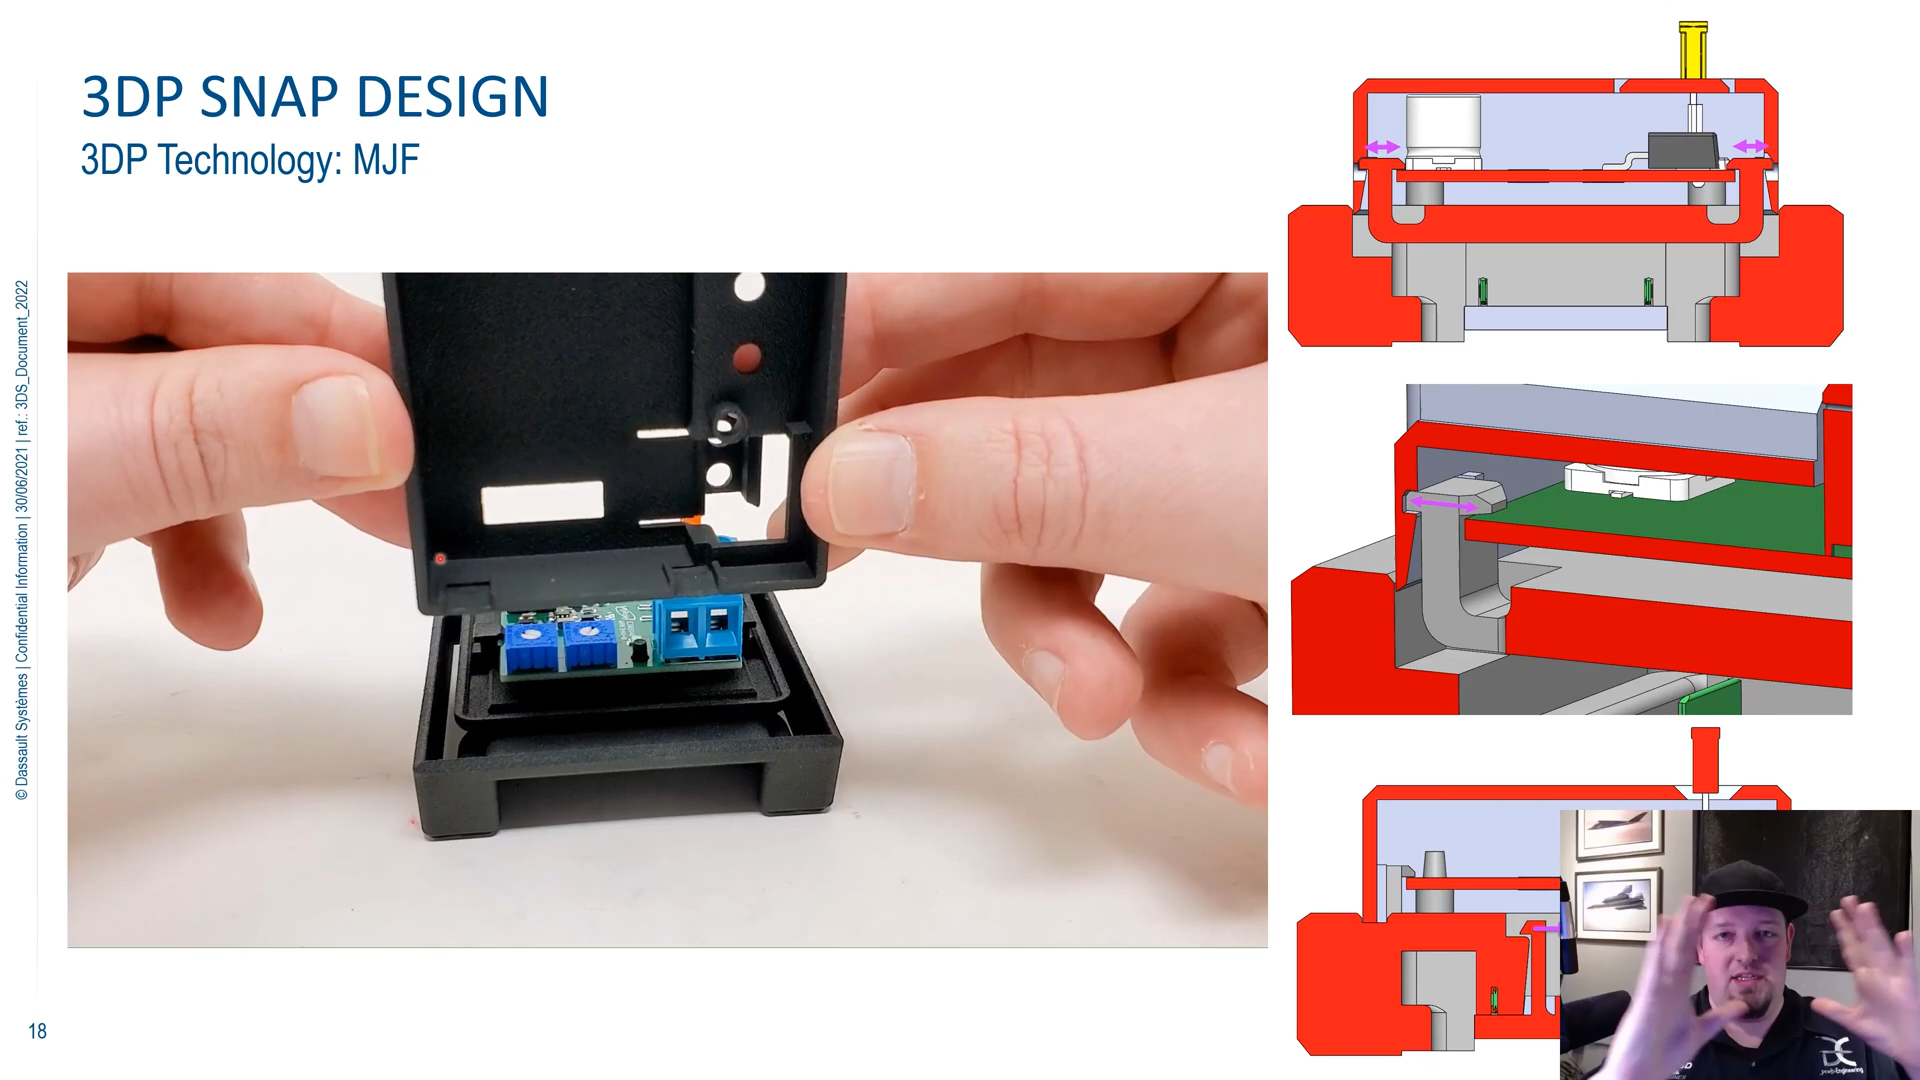 3DP SNAP DESIGN
3DP Technology: MJF
© Dassault Systèmes | Confidential Information | 30/06/2021 | ref.: 3DS_Document_2022
18